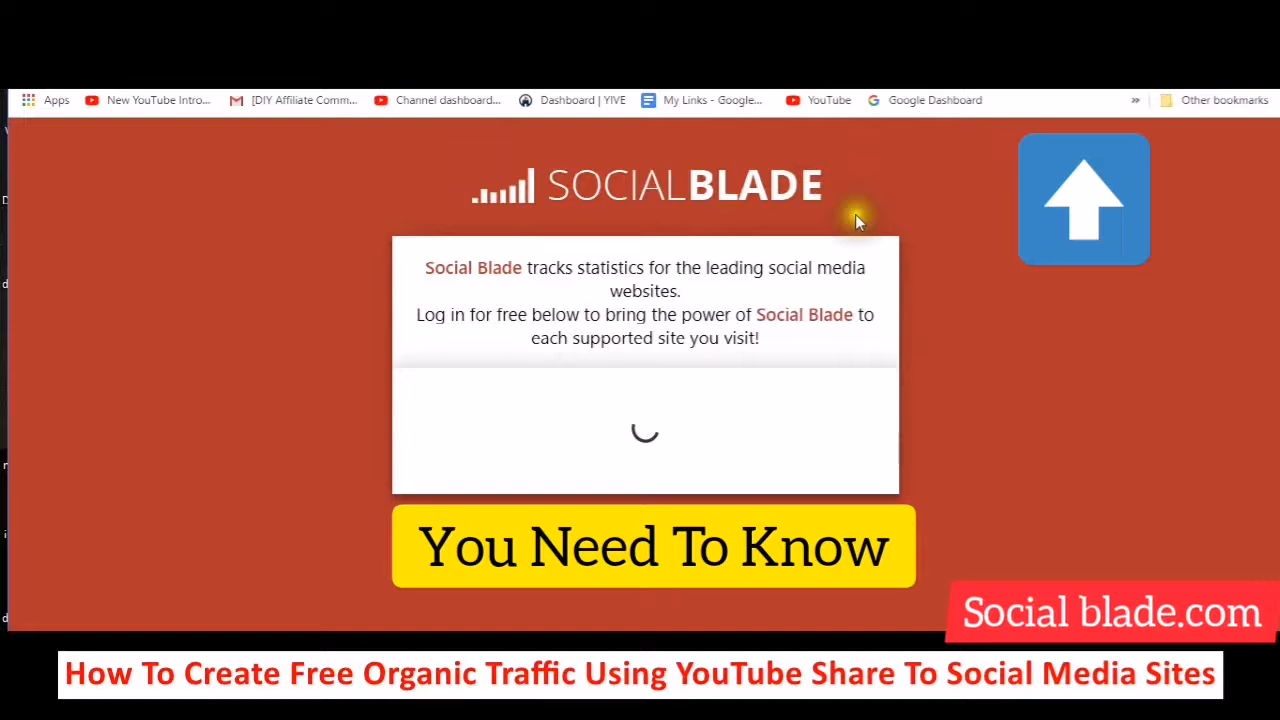 Apps New YouTube Intro... [DIY Affiliate Comm... Channel dashboard... Dashboard | YIVE My Links - Google... YouTube Google Dashboard » Other bookmarks
SOCIALBLADE
Social Blade tracks statistics for the leading social media
websites.
Log in for free below to bring the power of Social Blade to
each supported site you visit!
You Need To Know
Social blade.com
How To Create Free Organic Traffic Using YouTube Share To Social Media Sites